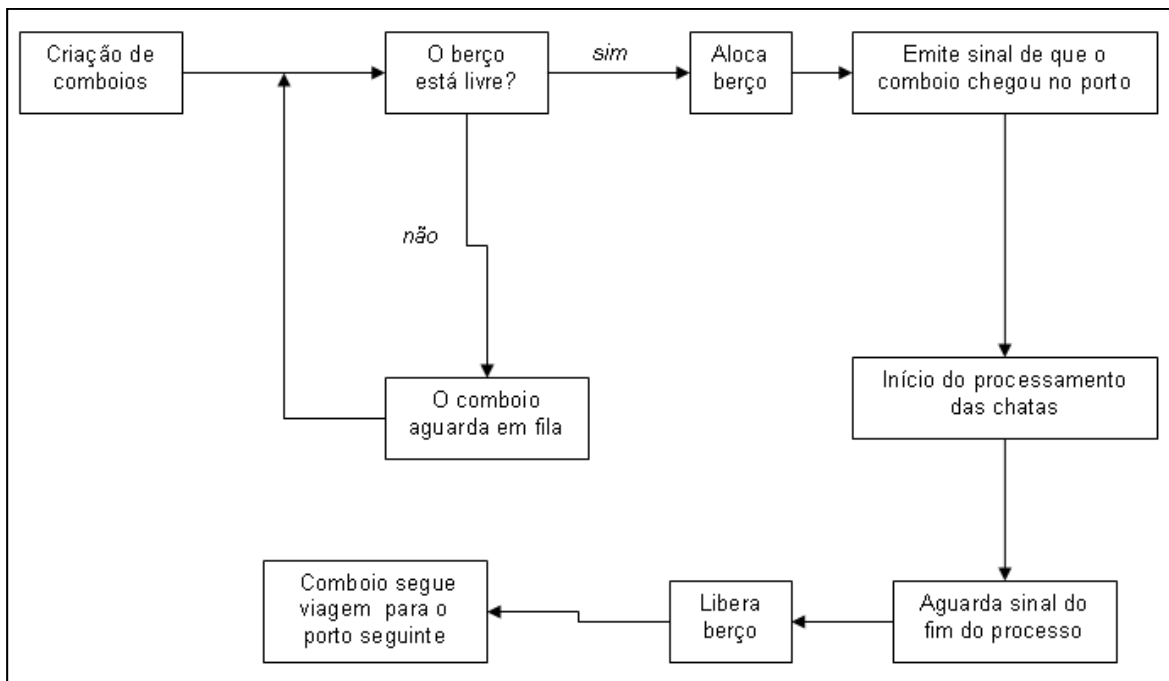 Criação de
comboios
O berço
está livre?
sim
Aloca
berço
Emite sinal de que o
comboio chegou no porto
não
O comboio
aguarda em fila
Início do processamento
das chatas
Aguarda sinal do
fim do processo
Libera
berço
Comboio segue
viagem para o
porto seguinte